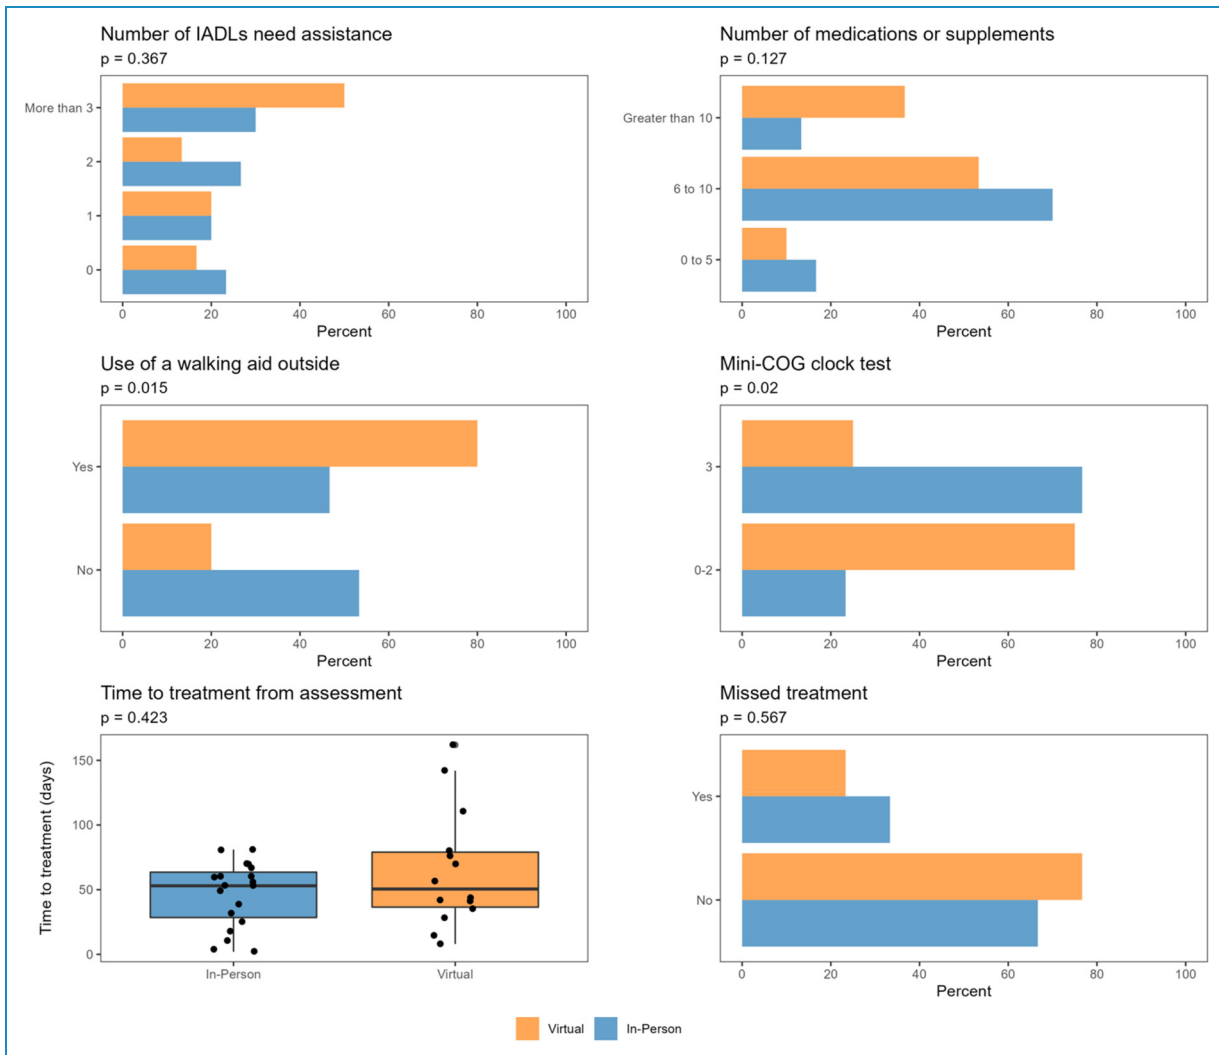 Number of IADLs need assistance
p = 0.367
More than 3
2
1
0
0 20 40 60 80 100
Percent
Number of medications or supplements
p = 0.127
Greater than 10
6 to 10
0 to 5
0 20 40 60 80 100
Percent
Use of a walking aid outside
p = 0.015
Yes
No
0 20 40 60 80 100
Percent
Mini-COG clock test
p = 0.02
3
0-2
0 20 40 60 80 100
Percent
Time to treatment from assessment
p = 0.423
Time to treatment (days)
150
100
50
0
In-Person Virtual
Missed treatment
p = 0.567
Yes
No
0 20 40 60 80 100
Percent
Virtual In-Person